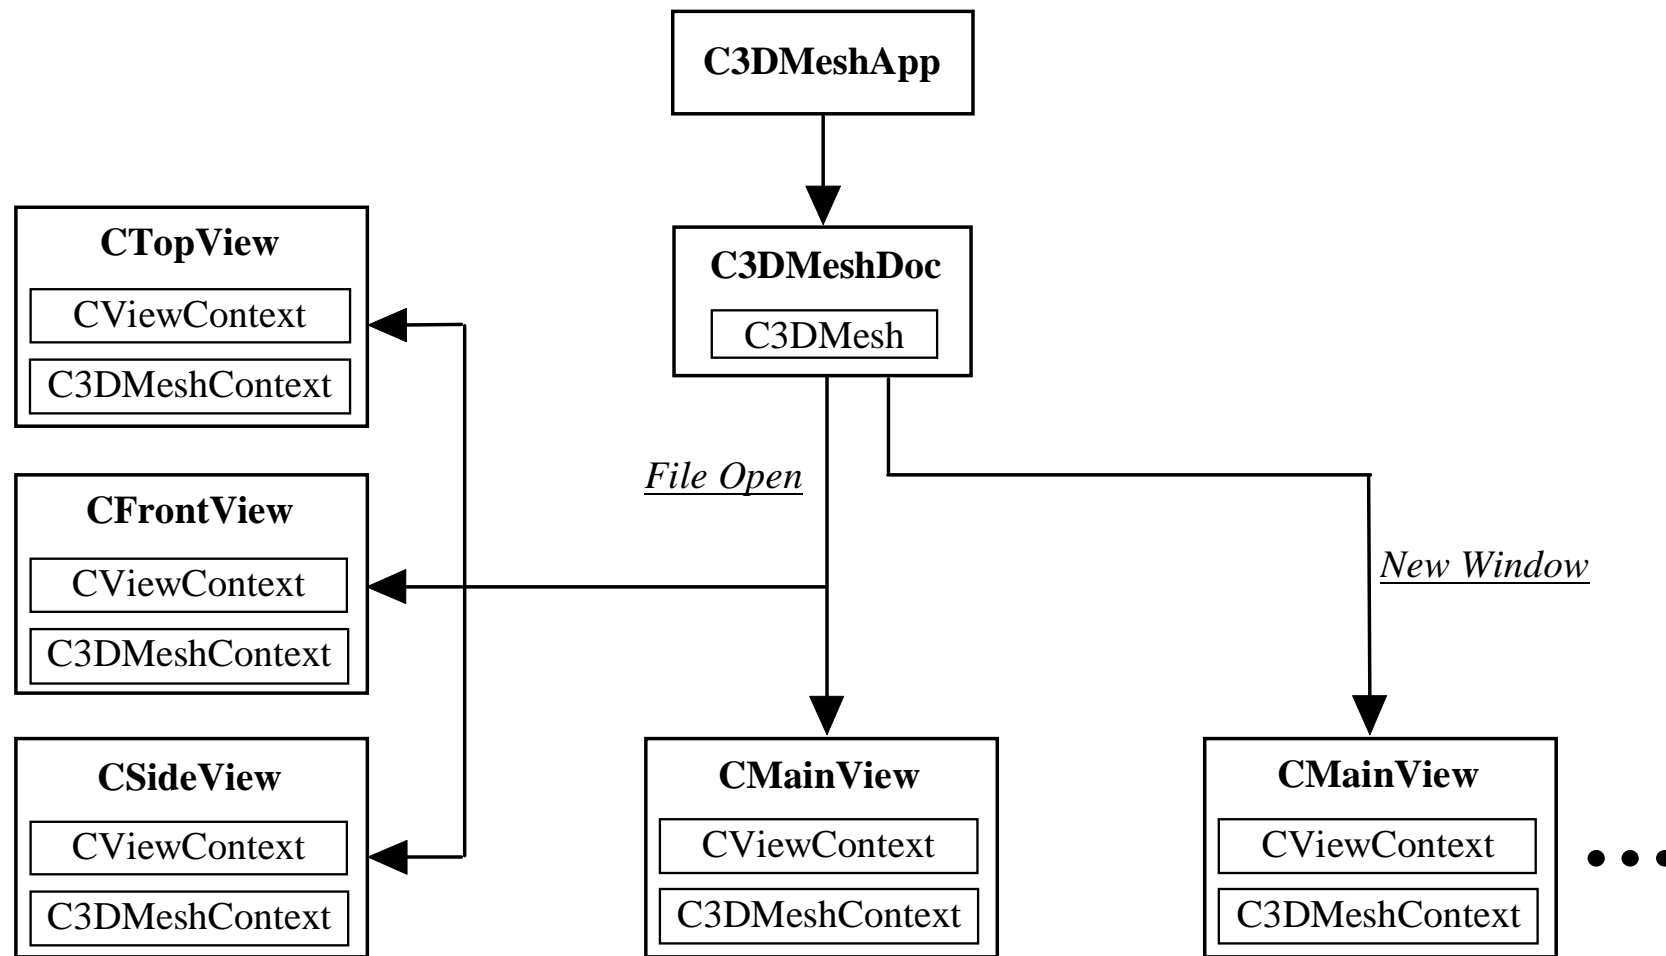 C3DMeshApp
CTopView
CViewContext
C3DMeshContext
C3DMeshDoc
C3DMesh
File Open
New Window
CFrontView
CViewContext
C3DMeshContext
CSideView
CViewContext
C3DMeshContext
CMainView
CViewContext
C3DMeshContext
CMainView
CViewContext
C3DMeshContext
• • •